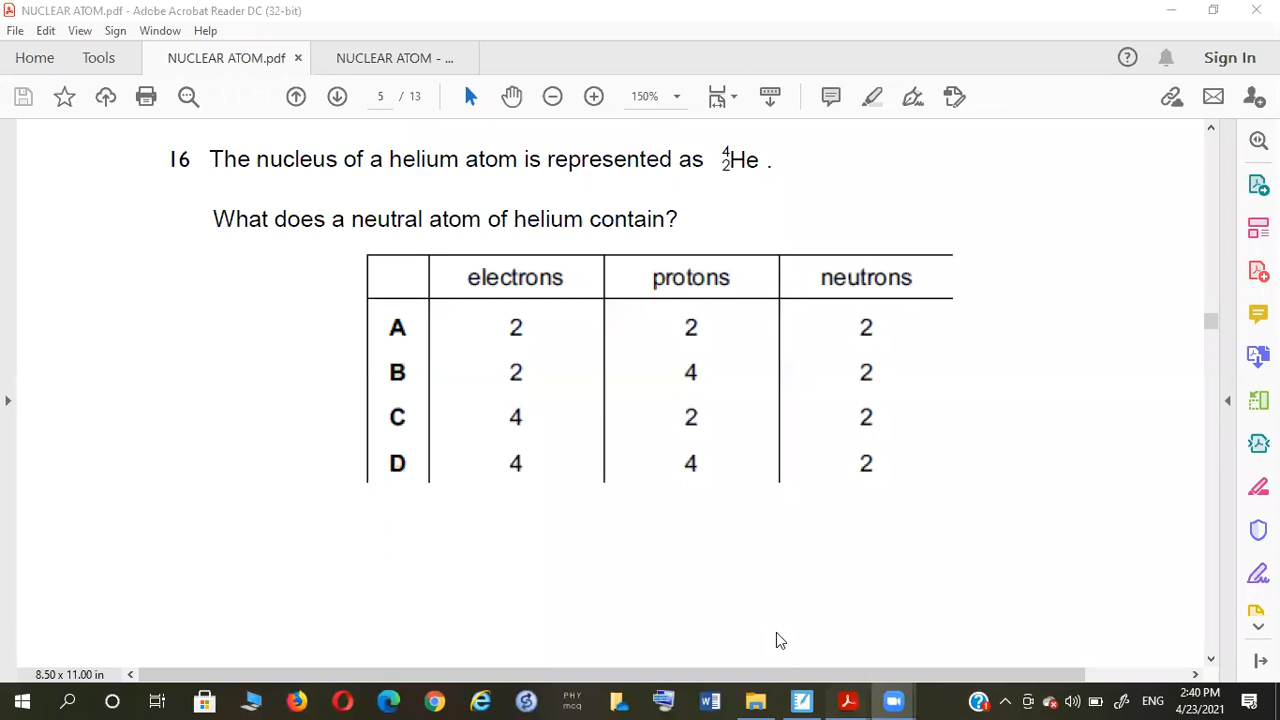 NUCLEAR ATOM.pdf - Adobe Acrobat Reader DC (32-bit)
File Edit View Sign Window Help
Home Tools NUCLEAR ATOM.pdf × NUCLEAR ATOM - ... Sign In
5 / 13 150%
16 The nucleus of a helium atom is represented as ⁴₂He .
What does a neutral atom of helium contain?
electrons protons neutrons
A 2 2 2
B 2 4 2
C 4 2 2
D 4 4 2
8.50 x 11.00 in
PHY
mcq
ENG
2:40 PM
4/23/2021